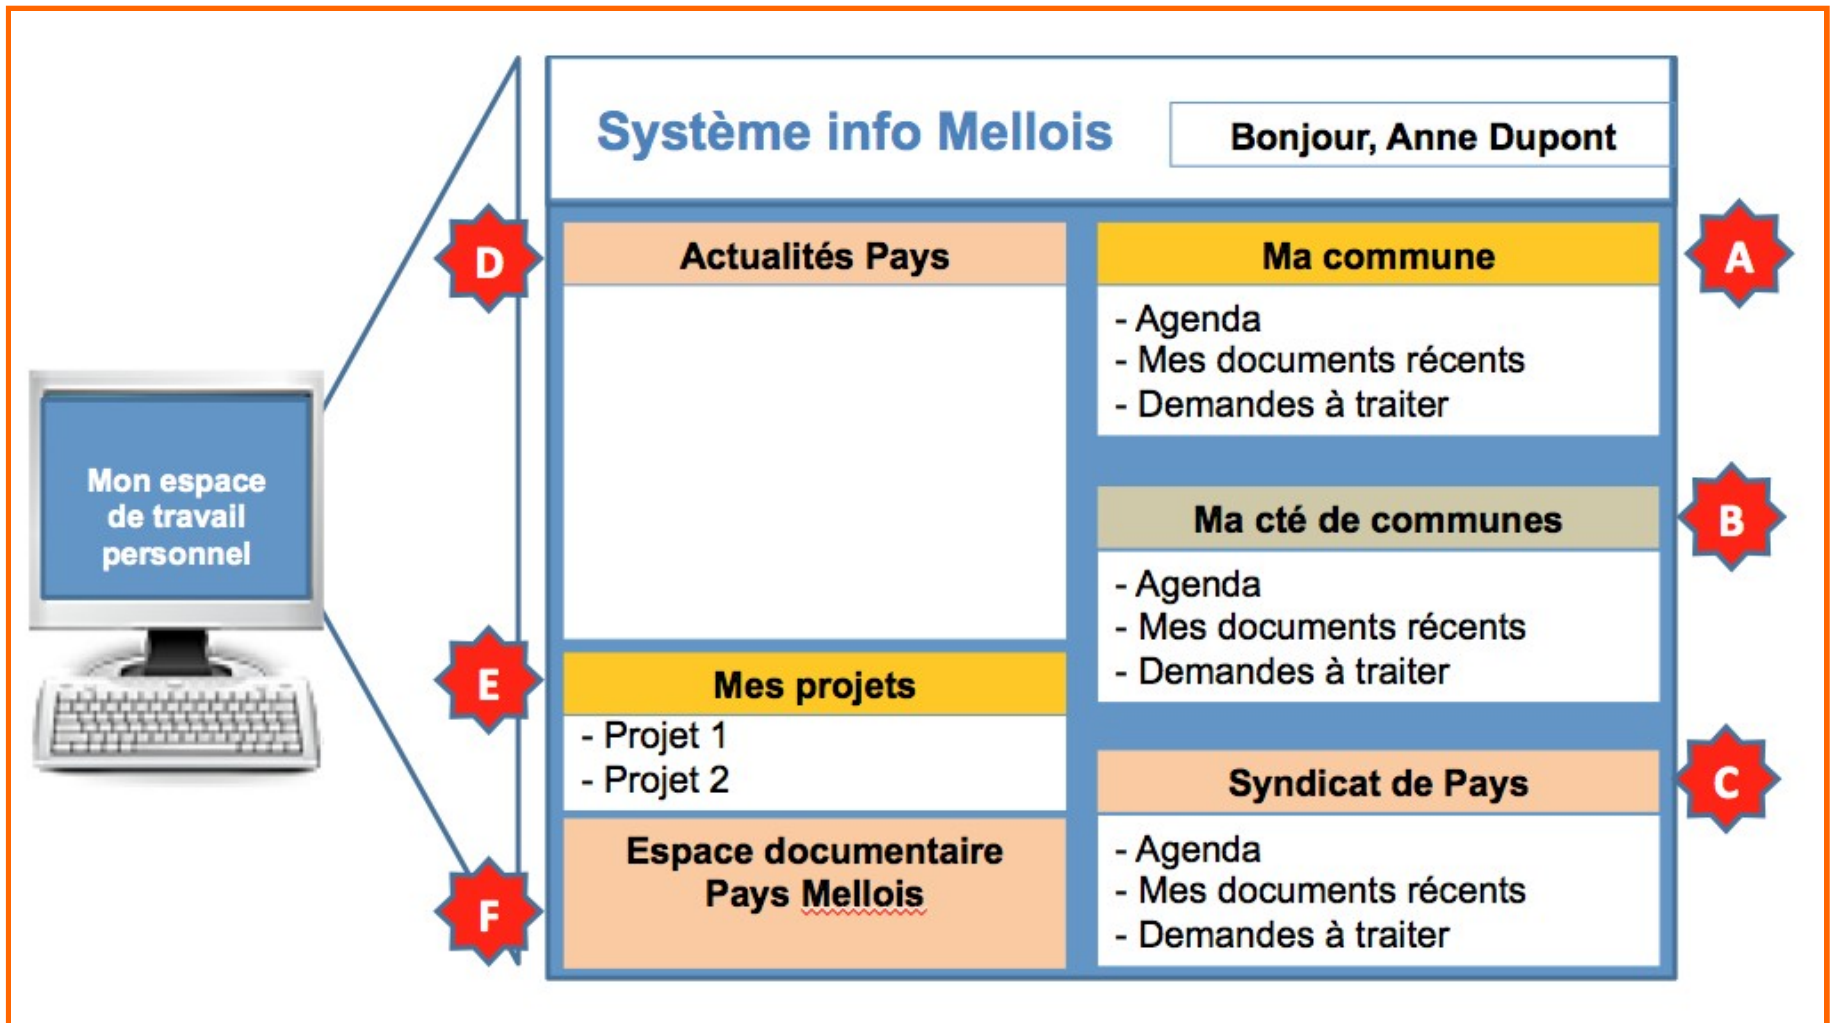 Système info Mellois
Bonjour, Anne Dupont
Mon espace
de travail
personnel
D
Actualités Pays
E
Mes projets
- Projet 1
- Projet 2
F
Espace documentaire
Pays Mellois
A
Ma commune
- Agenda
- Mes documents récents
- Demandes à traiter
B
Ma cté de communes
- Agenda
- Mes documents récents
- Demandes à traiter
C
Syndicat de Pays
- Agenda
- Mes documents récents
- Demandes à traiter